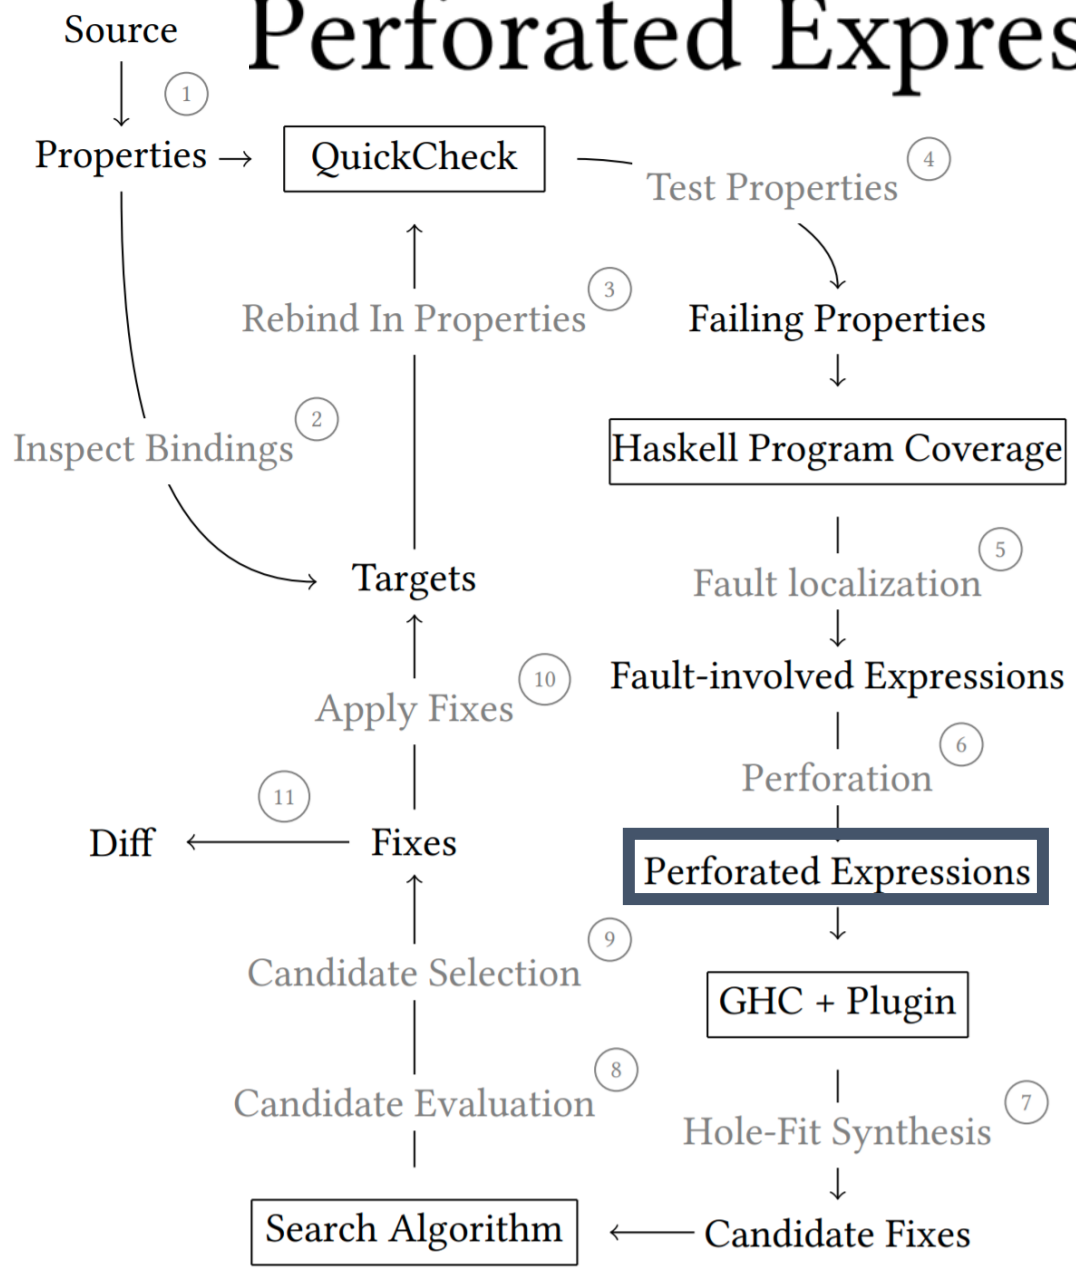 Perforated Expres
Source
1
Properties
QuickCheck
4
Test Properties
3
Rebind In Properties
Failing Properties
2
Inspect Bindings
Haskell Program Coverage
5
Fault localization
Targets
10
Apply Fixes
Fault-involved Expressions
6
Perforation
11
Diff
Fixes
Perforated Expressions
9
Candidate Selection
GHC + Plugin
8
Candidate Evaluation
7
Hole-Fit Synthesis
Search Algorithm
Candidate Fixes